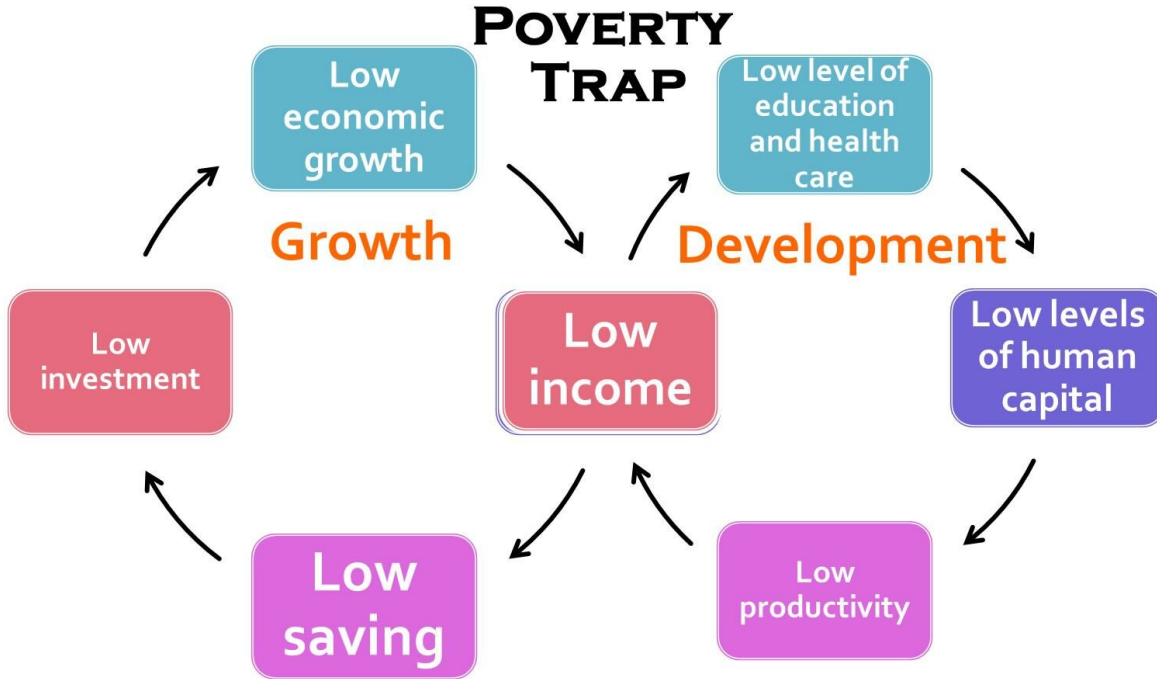 POVERTY
TRAP
Low
economic
growth
Low level of
education
and health
care
Growth
Development
Low
investment
Low
income
Low levels
of human
capital
Low
saving
Low
productivity